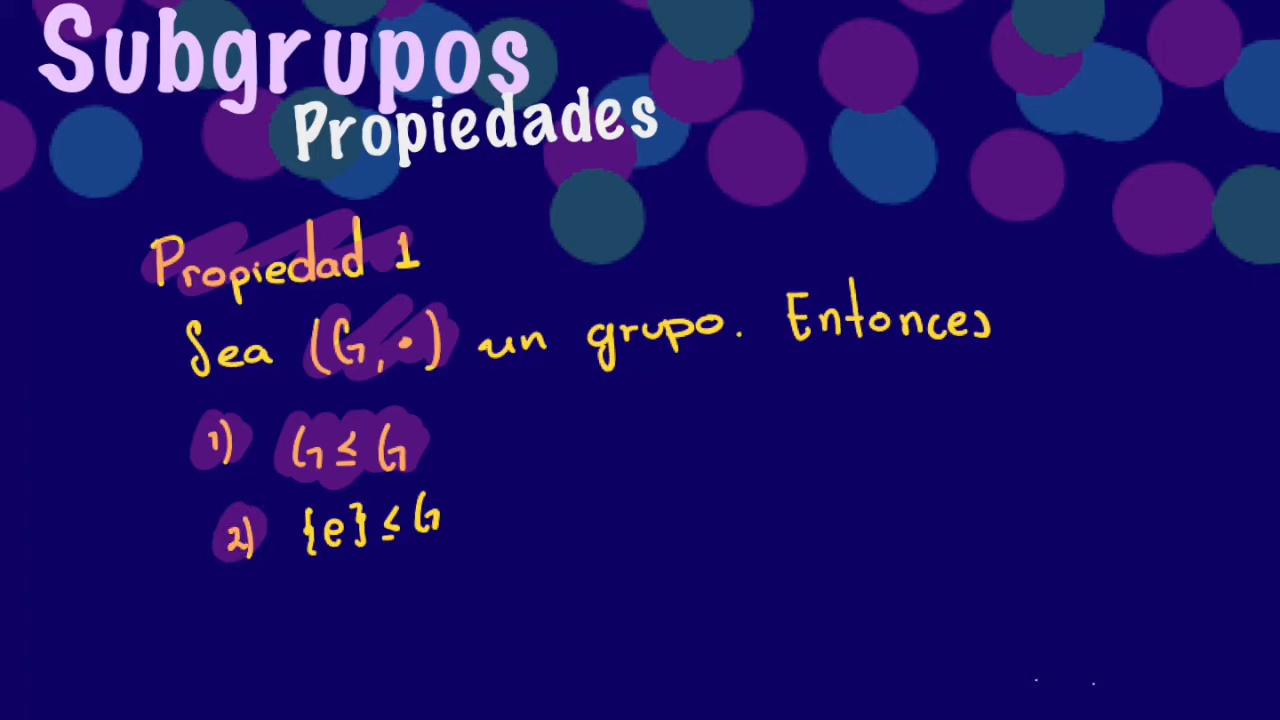 Subgrupos
Propiedades
Propiedad 1
Sea (G, •) un grupo. Entonces
1) G ≤ G
2) {e} ≤ G